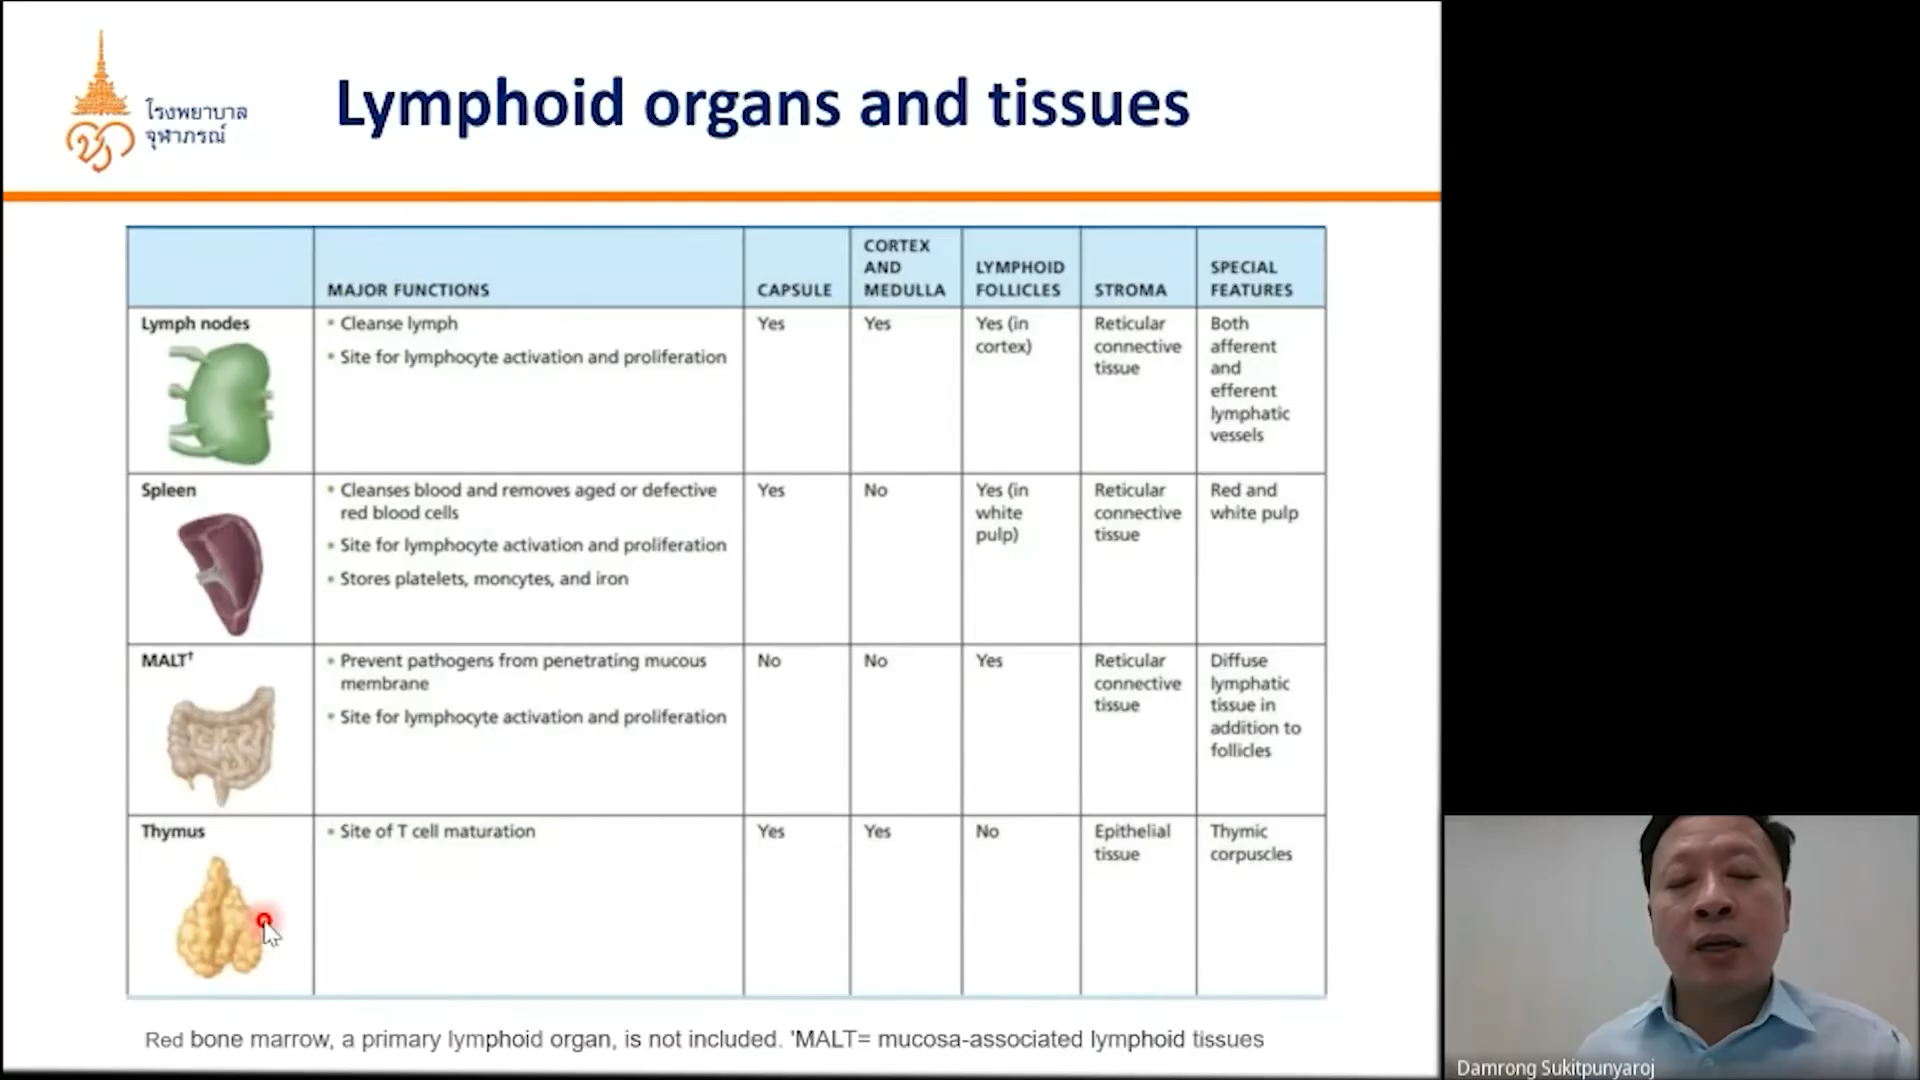 โรงพยาบาล
จุฬาภรณ์
Lymphoid organs and tissues
MAJOR FUNCTIONS
CAPSULE
CORTEX
AND
MEDULLA
LYMPHOID
FOLLICLES
STROMA
SPECIAL
FEATURES
Lymph nodes
• Cleanse lymph
• Site for lymphocyte activation and proliferation
Yes
Yes
Yes (in
cortex)
Reticular
connective
tissue
Both
afferent
and
efferent
lymphatic
vessels
Spleen
• Cleanses blood and removes aged or defective
red blood cells
• Site for lymphocyte activation and proliferation
• Stores platelets, moncytes, and iron
Yes
No
Yes (in
white
pulp)
Reticular
connective
tissue
Red and
white pulp
MALT†
• Prevent pathogens from penetrating mucous
membrane
• Site for lymphocyte activation and proliferation
No
No
Yes
Reticular
connective
tissue
Diffuse
lymphatic
tissue in
addition to
follicles
Thymus
• Site of T cell maturation
Yes
Yes
No
Epithelial
tissue
Thymic
corpuscles
Red bone marrow, a primary lymphoid organ, is not included. 'MALT= mucosa-associated lymphoid tissues
Damrong Sukitpunyaroj